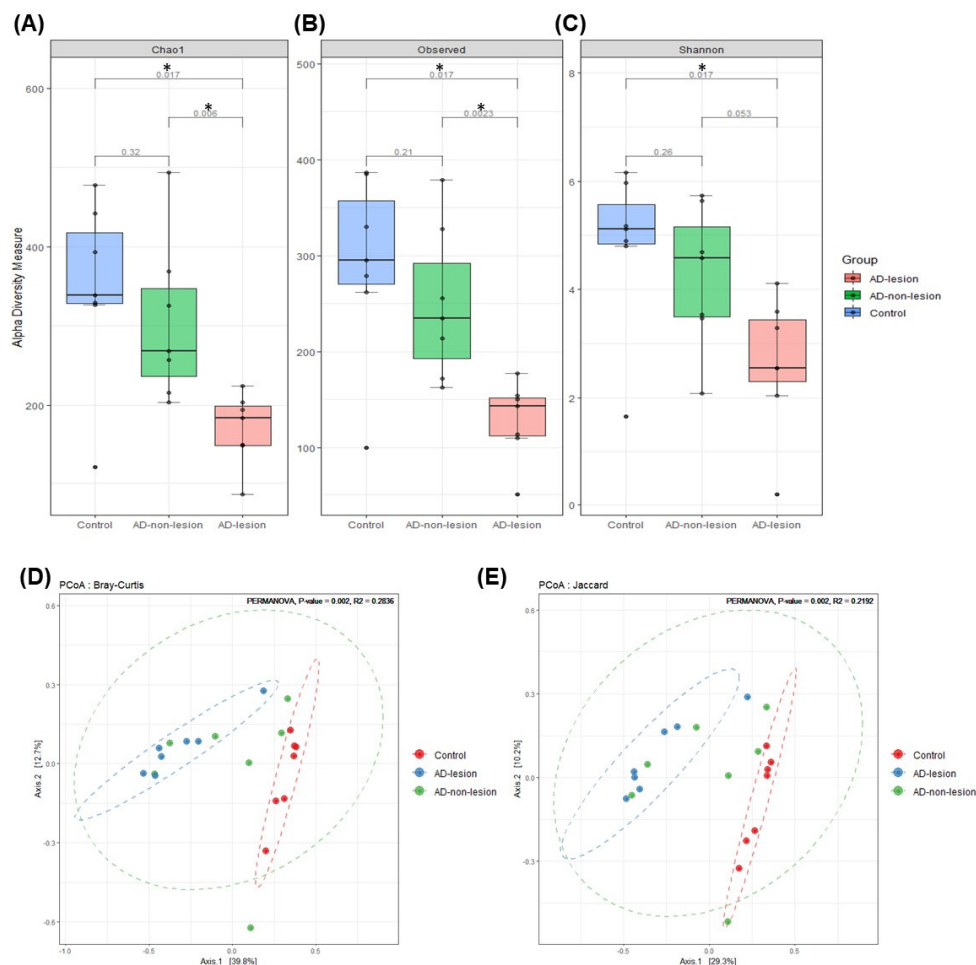 (A)
Chao1
Alpha Diversity Measure
600
400
200
*
0.017
*
0.006
0.32
Control
AD-non-lesion
AD-lesion
(B)
Observed
500
400
300
200
100
*
0.017
*
0.0023
0.21
Control
AD-non-lesion
AD-lesion
(C)
Shannon
8
6
4
2
0
*
0.017
0.053
0.26
Control
AD-non-lesion
AD-lesion
Group
AD-lesion
AD-non-lesion
Control
(D)
PCoA : Bray-Curtis
PERMANOVA, P-value = 0.002, R2 = 0.2836
Axis.2 [12.7%]
0.6
0.3
0.0
-0.3
-0.6
-1.0
-0.5
0.0
0.5
Axis.1 [39.8%]
Control
AD-lesion
AD-non-lesion
(E)
PCoA : Jaccard
PERMANOVA, P-value = 0.002, R2 = 0.2192
Axis.2 [10.2%]
0.6
0.3
0.0
-0.3
-0.5
0.0
0.5
Axis.1 [29.3%]
Control
AD-lesion
AD-non-lesion